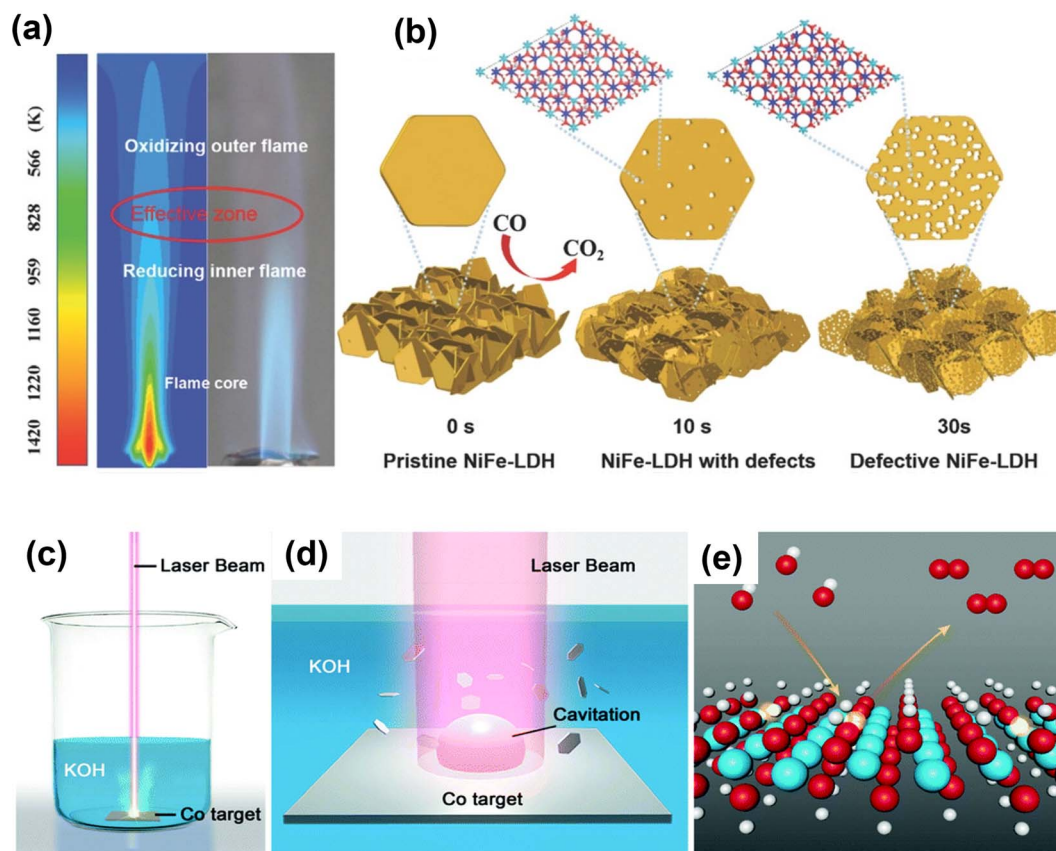 (a)
(K)
566
828
959
1160
1220
1420
Oxidizing outer flame
Effective zone
Reducing inner flame
Flame core
(b)
CO
CO2
0 s
10 s
30s
Pristine NiFe-LDH
NiFe-LDH with defects
Defective NiFe-LDH
(c)
Laser Beam
KOH
Co target
(d)
Laser Beam
KOH
Cavitation
Co target
(e)